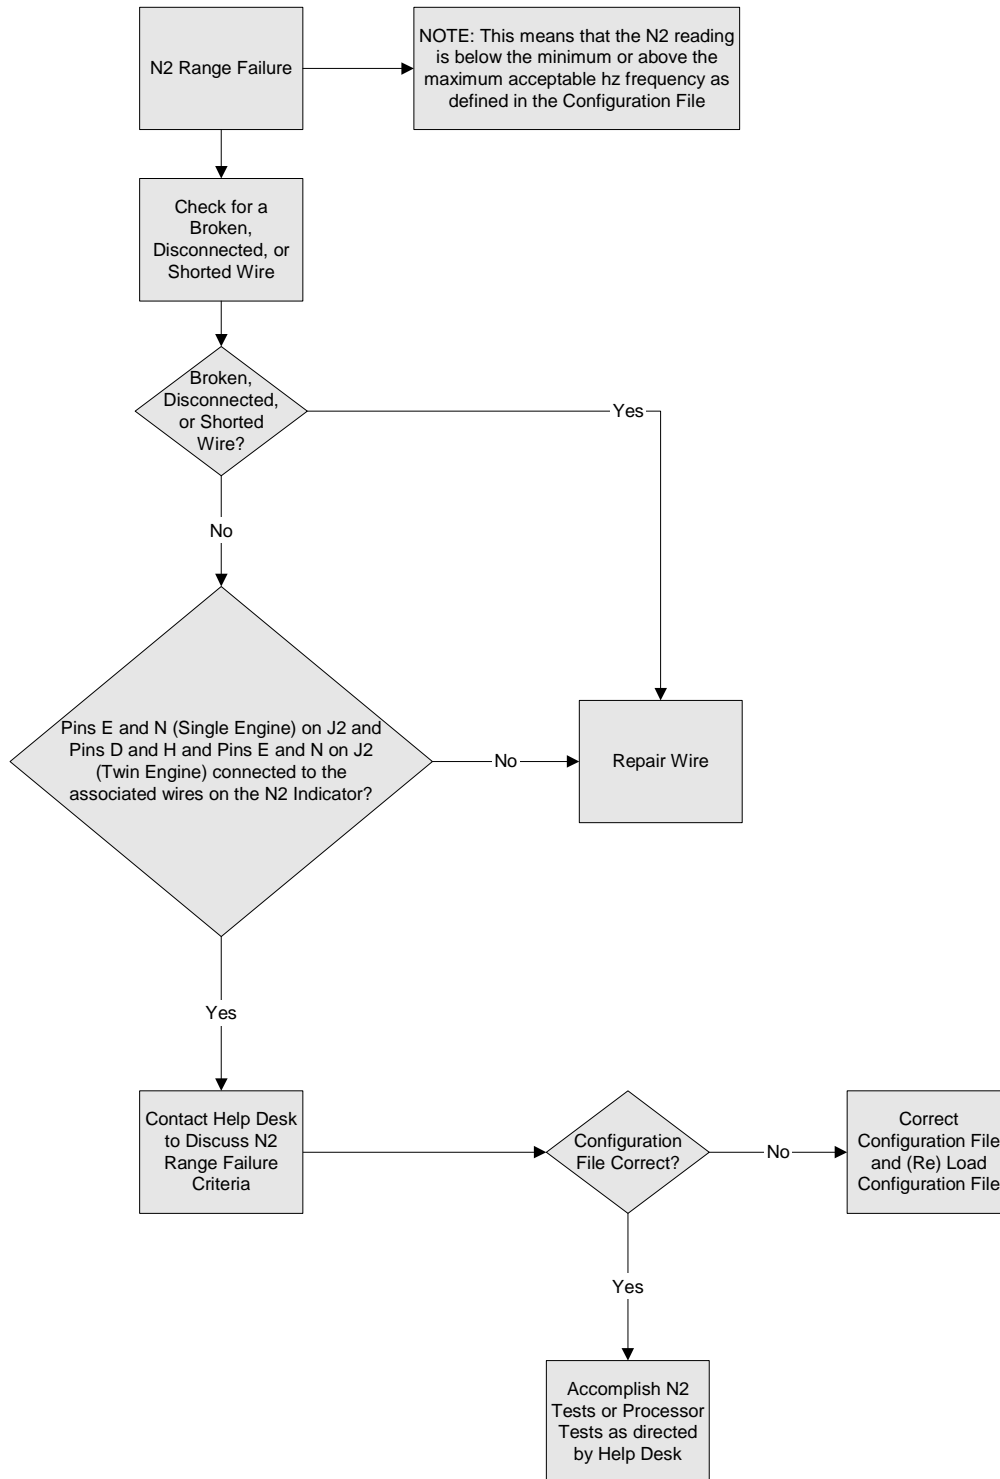 N2 Range Failure
NOTE: This means that the N2 reading
is below the minimum or above the
maximum acceptable hz frequency as
defined in the Configuration File
Check for a
Broken,
Disconnected, or
Shorted Wire
Broken,
Disconnected,
or Shorted
Wire?
Yes
No
Pins E and N (Single Engine) on J2 and
Pins D and H and Pins E and N on J2
(Twin Engine) connected to the
associated wires on the N2 Indicator?
No
Repair Wire
Yes
Contact Help Desk
to Discuss N2
Range Failure
Criteria
Configuration
File Correct?
No
Correct
Configuration File
and (Re) Load
Configuration File
Yes
Accomplish N2
Tests or Processor
Tests as directed
by Help Desk